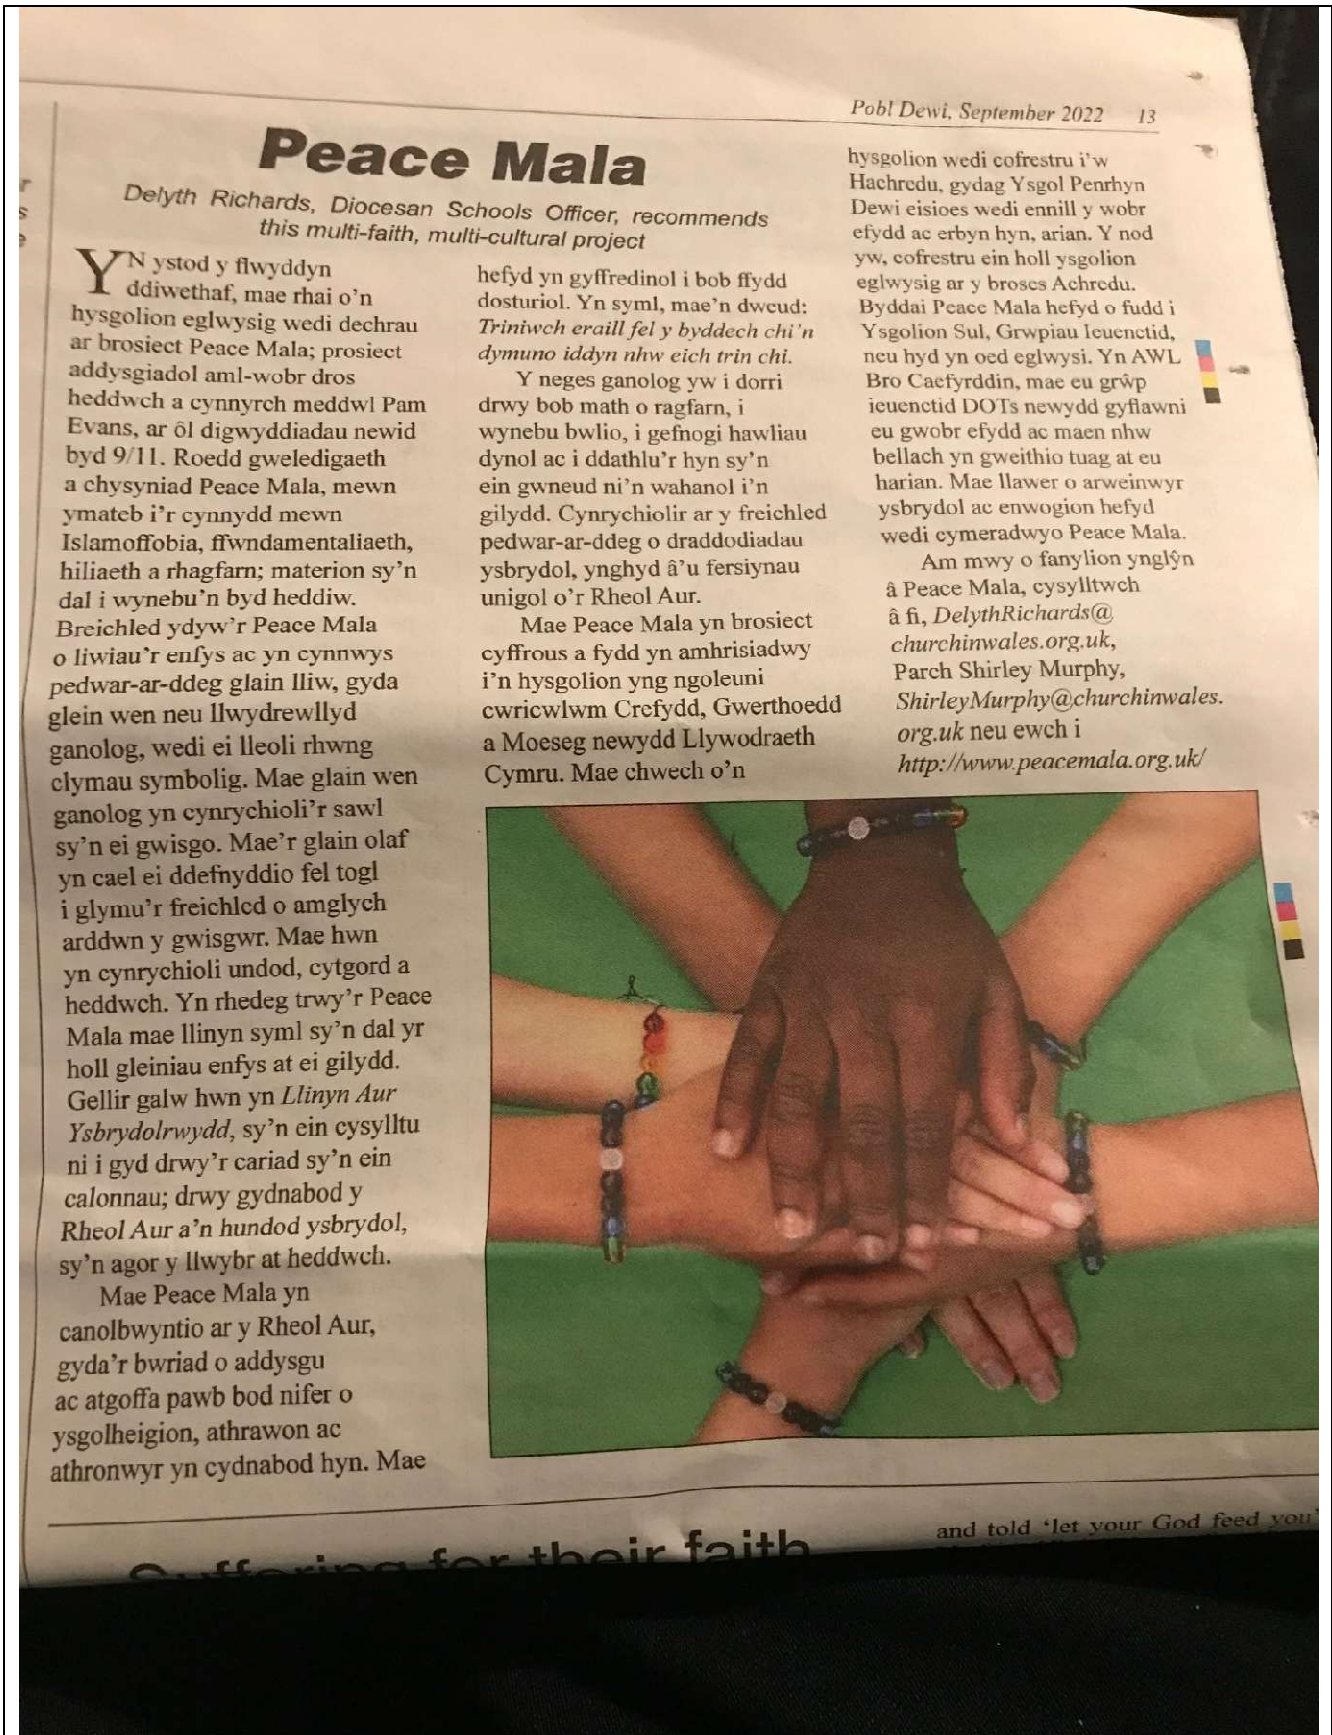 Pobl Dewi, September 2022 13
Peace Mala
Delyth Richards, Diocesan Schools Officer, recommends
this multi-faith, multi-cultural project
YN ystod y flwyddyn
ddiwethaf, mae rhai o'n
hysgolion eglwysig wedi dechrau
ar brosiect Peace Mala; prosiect
addysgiadol aml-wobr dros
heddwch a cynnyrch meddwl Pam
Evans, ar ôl digwyddiadau newid
byd 9/11. Roedd gweledigaeth
a chysyniad Peace Mala, mewn
ymateb i'r cynnydd mewn
Islamoffobia, ffwndamentaliaeth,
hiliaeth a rhagfarn; materion sy'n
dal i wynebu'n byd heddiw.
Breichled ydyw'r Peace Mala
o liwiau'r enfys ac yn cynnwys
pedwar-ar-ddeg glain lliw, gyda
glein wen neu llwydrewllyd
ganolog, wedi ei lleoli rhwng
clymau symbolig. Mae glain wen
ganolog yn cynrychioli'r sawl
sy'n ei gwisgo. Mae'r glain olaf
yn cael ei ddefnyddio fel togl
i glymu'r freichled o amglych
arddwn y gwisgwr. Mae hwn
yn cynrychioli undod, cytgord a
heddwch. Yn rhedeg trwy'r Peace
Mala mae llinyn syml sy'n dal yr
holl gleiniau enfys at ei gilydd.
Gellir galw hwn yn Llinyn Aur
Ysbrydolrwydd, sy'n ein cysylltu
ni i gyd drwy'r cariad sy'n ein
calonnau; drwy gydnabod y
Rheol Aur a'n hundod ysbrydol,
sy'n agor y llwybr at heddwch.
Mae Peace Mala yn
canolbwyntio ar y Rheol Aur,
gyda'r bwriad o addysgu
ac atgoffa pawb bod nifer o
ysgolheigion, athrawon ac
athronwyr yn cydnabod hyn. Mae
hefyd yn gyffredinol i bob ffydd
dosturiol. Yn syml, mae'n dweud:
Triniwch eraill fel y byddech chi'n
dymuno iddyn nhw eich trin chi.
Y neges ganolog yw i dorri
drwy bob math o ragfarn, i
wynebu bwlio, i gefnogi hawliau
dynol ac i ddathlu'r hyn sy'n
ein gwneud ni'n wahanol i'n
gilydd. Cynrychiolir ar y freichled
pedwar-ar-ddeg o draddodiadau
ysbrydol, ynghyd â'u fersiynau
unigol o'r Rheol Aur.
Mae Peace Mala yn brosiect
cyffrous a fydd yn amhrisiadwy
i'n hysgolion yng ngoleuni
cwricwlwm Crefydd, Gwerthoedd
a Moeseg newydd Llywodraeth
Cymru. Mae chwech o'n
hysgolion wedi cofrestru i'w
Hachredu, gydag Ysgol Penrhyn
Dewi eisioes wedi ennill y wobr
efydd ac erbyn hyn, arian. Y nod
yw, cofrestru ein holl ysgolion
eglwysig ar y broses Achredu.
Byddai Peace Mala hefyd o fudd i
Ysgolion Sul, Grwpiau Ieuenctid,
neu hyd yn oed eglwysi. Yn AWL
Bro Caefyrddin, mae eu grŵp
ieuenctid DOTs newydd gyflawni
eu gwobr efydd ac maen nhw
bellach yn gweithio tuag at eu
harian. Mae llawer o arweinwyr
ysbrydol ac enwogion hefyd
wedi cymeradwyo Peace Mala.
Am mwy o fanylion ynglŷn
â Peace Mala, cysylltwch
â fi, DelythRichards@
churchinwales.org.uk,
Parch Shirley Murphy,
ShirleyMurphy@churchinwales.
org.uk neu ewch i
http://www.peacemala.org.uk/
Suffering for their faith
and told 'let your God feed you'